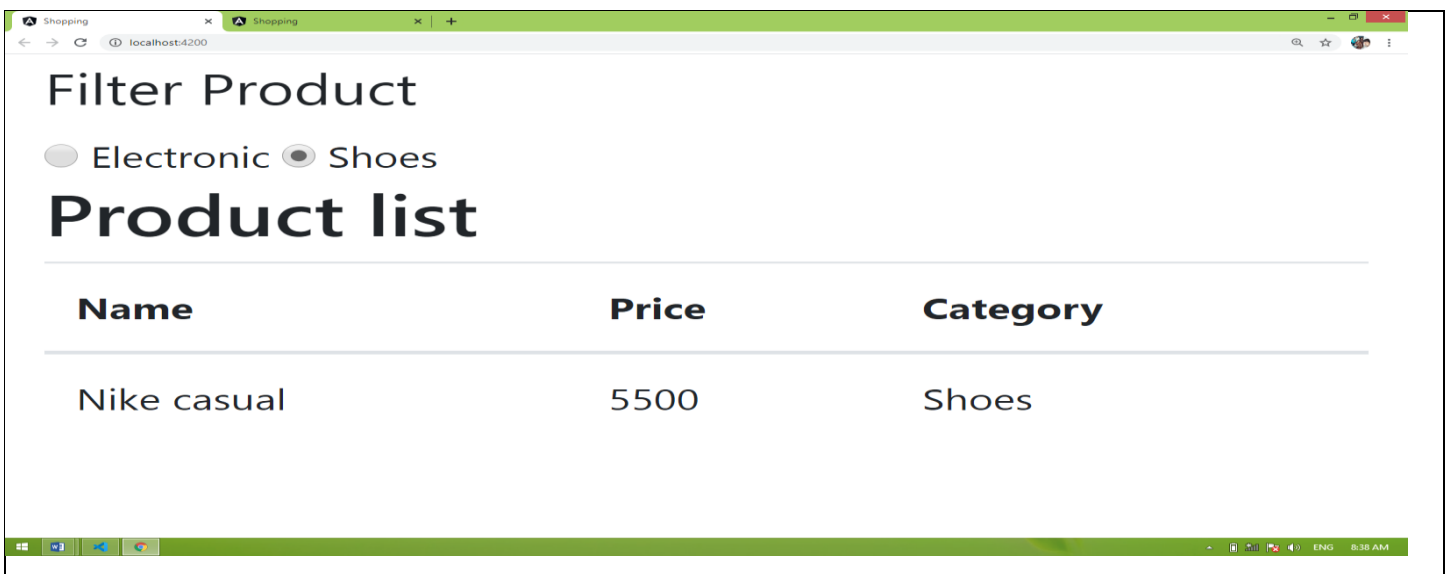 Shopping × Shopping × +
localhost:4200
Filter Product
Electronic Shoes
Product list
Name Price Category
Nike casual 5500 Shoes
ENG 8:38 AM